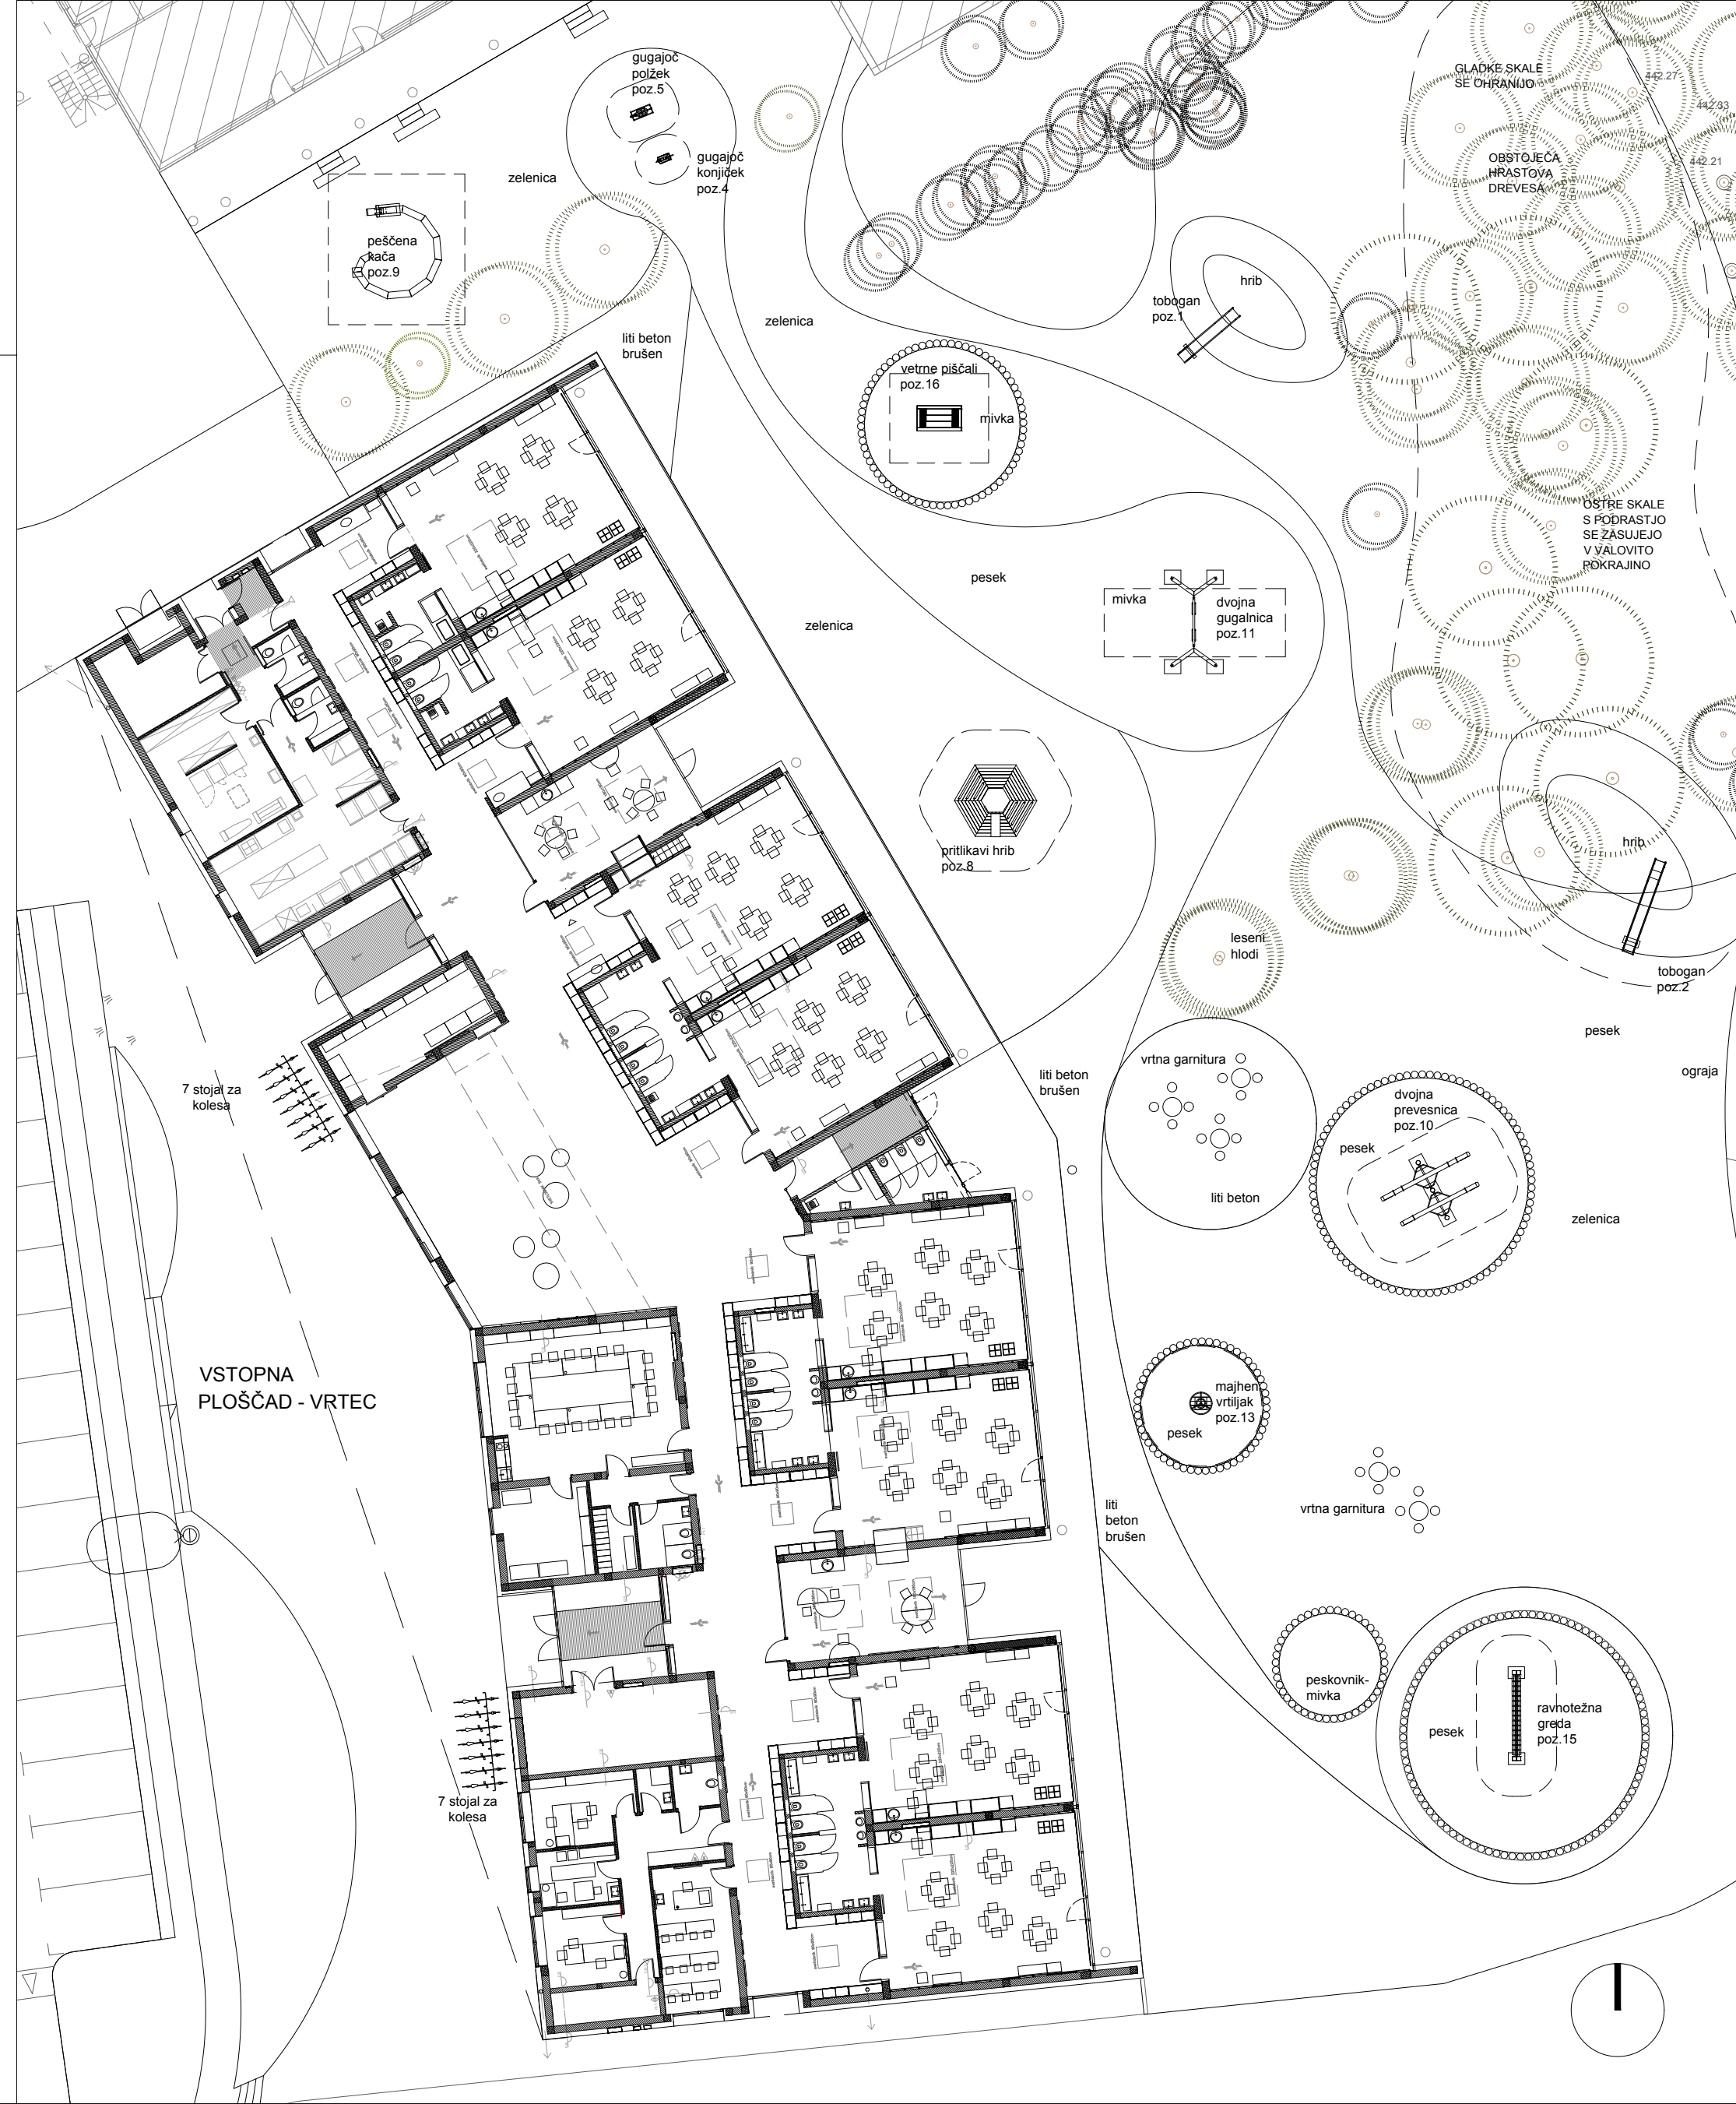 gugajoč
polžek
poz.5
gugajoč
konjiček
poz.4
zelenica
peščena
kača
poz.9
liti beton
brušen
zelenica
tobogan
poz.1
hrib
GLADKE SKALE
SE OHRANIJO
442.27
442.33
OBSTOJEČA
HRASTOVA
DREVESA
442.21
vetrne piščali
poz.16
mivka
OSTRE SKALE
S PODRASTJO
SE ZASUJEJO
V VALOVITO
POKRAJINO
pesek
zelenica
mivka
dvojna
gugalnica
poz.11
pritlikavi hrib
poz.8
hrib
leseni
hlodi
tobogan
poz.2
pesek
ograja
7 stojal za
kolesa
liti beton
brušen
vrtna garnitura
liti beton
dvojna
prevesnica
poz.10
pesek
zelenica
VSTOPNA
PLOŠČAD - VRTEC
majhen
vrtiljak
poz.13
pesek
vrtna garnitura
liti
beton
brušen
peskovnik-
mivka
pesek
ravnotežna
greda
poz.15
7 stojal za
kolesa